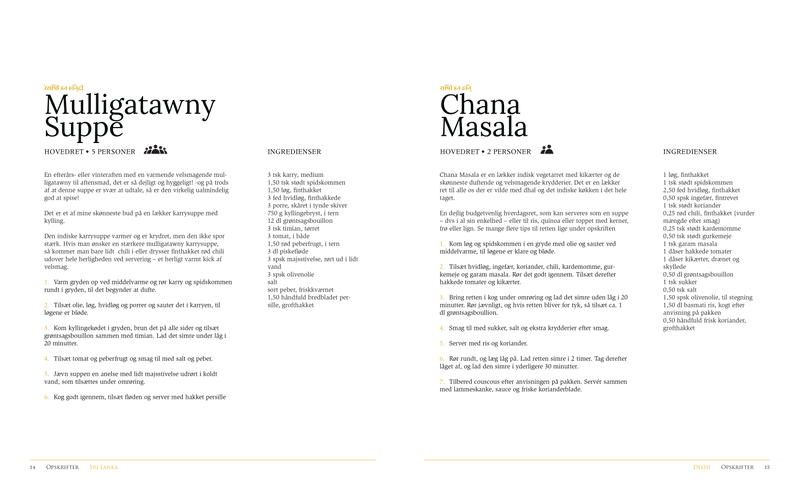 Mulligatawny
Suppe
HOVEDRET • 5 PERSONER
INGREDIENSER
En efterårs- eller vinteraften med en varmende velsmagende mul-
ligatawny til aftensmad, det er så dejligt og hyggeligt! -og på trods
af at denne suppe er svær at udtale, så er den virkelig ualmindelig
god at spise!
Det er et af mine skønneste bud på en lækker karrysuppe med
kylling.
Den indiske karrysuppe varmer og er krydret, men den ikke spor
stærk. Hvis man ønsker en stærkere mulligatawny karrysuppe,
så kommer man bare lidt chili i eller drysser finthakket rød chili
udover hele herligheden ved servering – et herligt varmt kick af
velsmag.
1. Varm gryden op ved middelvarme og rør karry og spidskommen
rundt i gryden, til det begynder at dufte.
2. Tilsæt olie, løg, hvidløg og porrer og sauter det i karryen, til
løgene er bløde.
3. Kom kyllingekødet i gryden, brun det på alle sider og tilsæt
grøntsagsbouillon sammen med timian. Lad det simre under låg i
20 minutter.
4. Tilsæt tomat og peberfrugt og smag til med salt og peber.
5. Jævn suppen en anelse med lidt majsstivelse udrørt i koldt
vand, som tilsættes under omrøring.
6. Kog godt igennem, tilsæt fløden og server med hakket persille
3 tsk karry, medium
1,50 tsk stødt spidskommen
1,50 løg, finthakket
3 fed hvidløg, finthakkede
3 porre, skåret i tynde skiver
750 g kyllingebryst, i tern
12 dl grøntsagsbouillon
3 tsk timian, tørret
3 tomat, i både
1,50 rød peberfrugt, i tern
3 dl piskefløde
3 spsk majsstivelse, rørt ud i lidt
vand
3 spsk olivenolie
salt
sort peber, friskkværnet
1,50 håndfuld bredbladet per-
sille, grofthakket
14 OPSKRIFTER SRI LANKA
Chana
Masala
HOVEDRET • 2 PERSONER
INGREDIENSER
Chana Masala er en lækker indisk vegetarret med kikærter og de
skønneste duftende og velsmagende krydderier. Det er en lækker
ret til alle os der er vilde med dhal og det indiske køkken i det hele
taget.
En dejlig budgetvenlig hverdagsret, som kan serveres som en suppe
– dvs i al sin enkelhed – eller til ris, quinoa eller toppet med kerner,
frø eller lign. Se mange flere tips til retten lige under opskriften
1. Kom løg og spidskommen i en gryde med olie og sauter ved
middelvarme, til løgene er klare og bløde.
2. Tilsæt hvidløg, ingefær, koriander, chili, kardemomme, gur-
kemeje og garam masala. Rør det godt igennem. Tilsæt derefter
hakkede tomater og kikærter.
3. Bring retten i kog under omrøring og lad det simre uden låg i 20
minutter. Rør jævnligt, og hvis retten bliver for tyk, så tilsæt ca. 1
dl grøntsagsbouillon.
4. Smag til med sukker, salt og ekstra krydderier efter smag.
5. Server med ris og koriander.
6. Rør rundt, og læg låg på. Lad retten simre i 2 timer. Tag derefter
låget af, og lad den simre i yderligere 30 minutter.
7. Tilbered couscous efter anvisningen på pakken. Servér sammen
med lammeskanke, sauce og friske korianderblade.
1 løg, finthakket
1 tsk stødt spidskommen
2,50 fed hvidløg, finthakket
0,50 spsk ingefær, fintrevet
1 tsk stødt koriander
0,25 rød chili, finthakket (vurder
mængde efter smag)
0,25 tsk stødt kardemomme
0,50 tsk stødt gurkemeje
1 tsk garam masala
1 dåser hakkede tomater
1 dåser kikærter, drænet og
skyllede
0,50 dl grøntsagsbouillon
1 tsk sukker
0,50 tsk salt
1,50 spsk olivenolie, til stegning
1,50 dl basmati ris, kogt efter
anvisning på pakken
0,50 håndfuld frisk koriander,
grofthakket
DELHI OPSKRIFTER 15